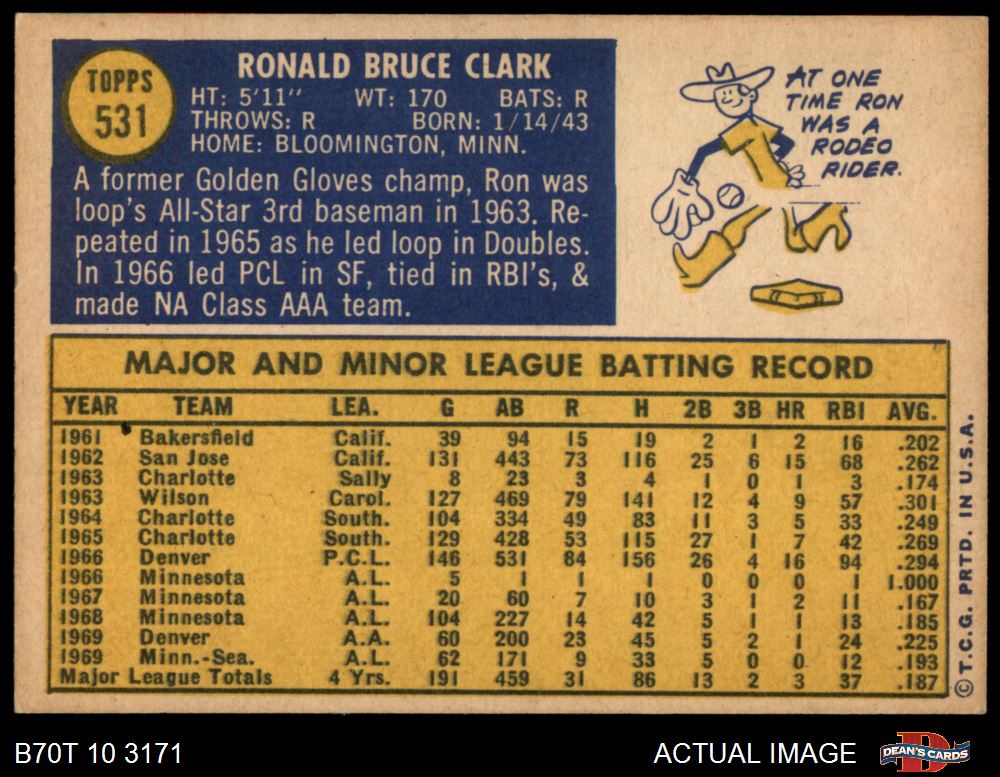 TOPPS
531
RONALD BRUCE CLARK
HT: 5'11" WT: 170 BATS: R
THROWS: R BORN: 1/14/43
HOME: BLOOMINGTON, MINN.
A former Golden Gloves champ, Ron was
loop's All-Star 3rd baseman in 1963. Re-
peated in 1965 as he led loop in Doubles.
In 1966 led PCL in SF, tied in RBI's, &
made NA Class AAA team.
AT ONE
TIME RON
WAS A
RODEO
RIDER.
MAJOR AND MINOR LEAGUE BATTING RECORD
YEAR TEAM LEA. G AB R H 2B 3B HR RBI AVG.
1961 Bakersfield Calif. 39 94 15 19 2 1 2 16 .202
1962 San Jose Calif. 131 443 73 116 25 6 15 68 .262
1963 Charlotte Sally 8 23 3 4 1 0 1 3 .174
1963 Wilson Carol. 127 469 79 141 12 4 9 57 .301
1964 Charlotte South. 104 334 49 83 11 3 5 33 .249
1965 Charlotte South. 129 428 53 115 27 1 7 42 .269
1966 Denver P.C.L. 146 531 84 156 26 4 16 94 .294
1966 Minnesota A.L. 5 1 1 1 0 0 0 1 1.000
1967 Minnesota A.L. 20 60 7 10 3 1 2 11 .167
1968 Minnesota A.L. 104 227 14 42 5 1 1 13 .185
1969 Denver A.A. 60 200 23 45 5 2 1 24 .225
1969 Minn.-Sea. A.L. 62 171 9 33 5 0 0 12 .193
Major League Totals 4 Yrs. 191 459 31 86 13 2 3 37 .187
© T.C.G. PRTD. IN U.S.A.
B70T 10 3171
ACTUAL IMAGE
DEAN'S CARDS